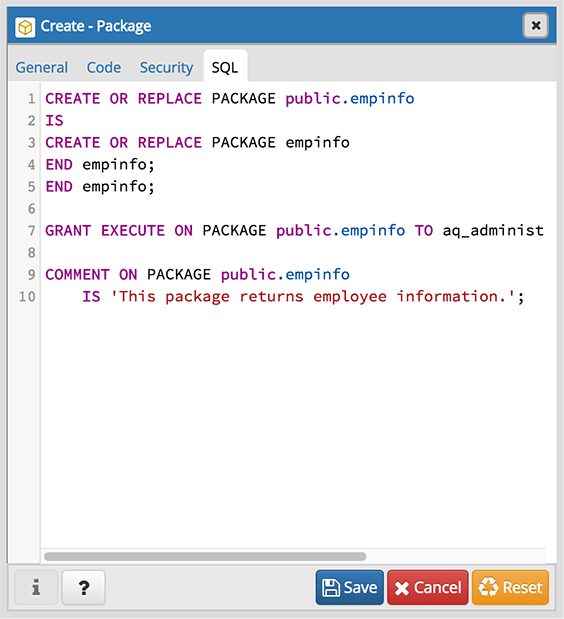 Create - Package
General Code Security SQL
1 CREATE OR REPLACE PACKAGE public.empinfo
2 IS
3 CREATE OR REPLACE PACKAGE empinfo
4 END empinfo;
5 END empinfo;
6
7 GRANT EXECUTE ON PACKAGE public.empinfo TO aq_administ
8
9 COMMENT ON PACKAGE public.empinfo
10 IS 'This package returns employee information.';
i ? Save Cancel Reset